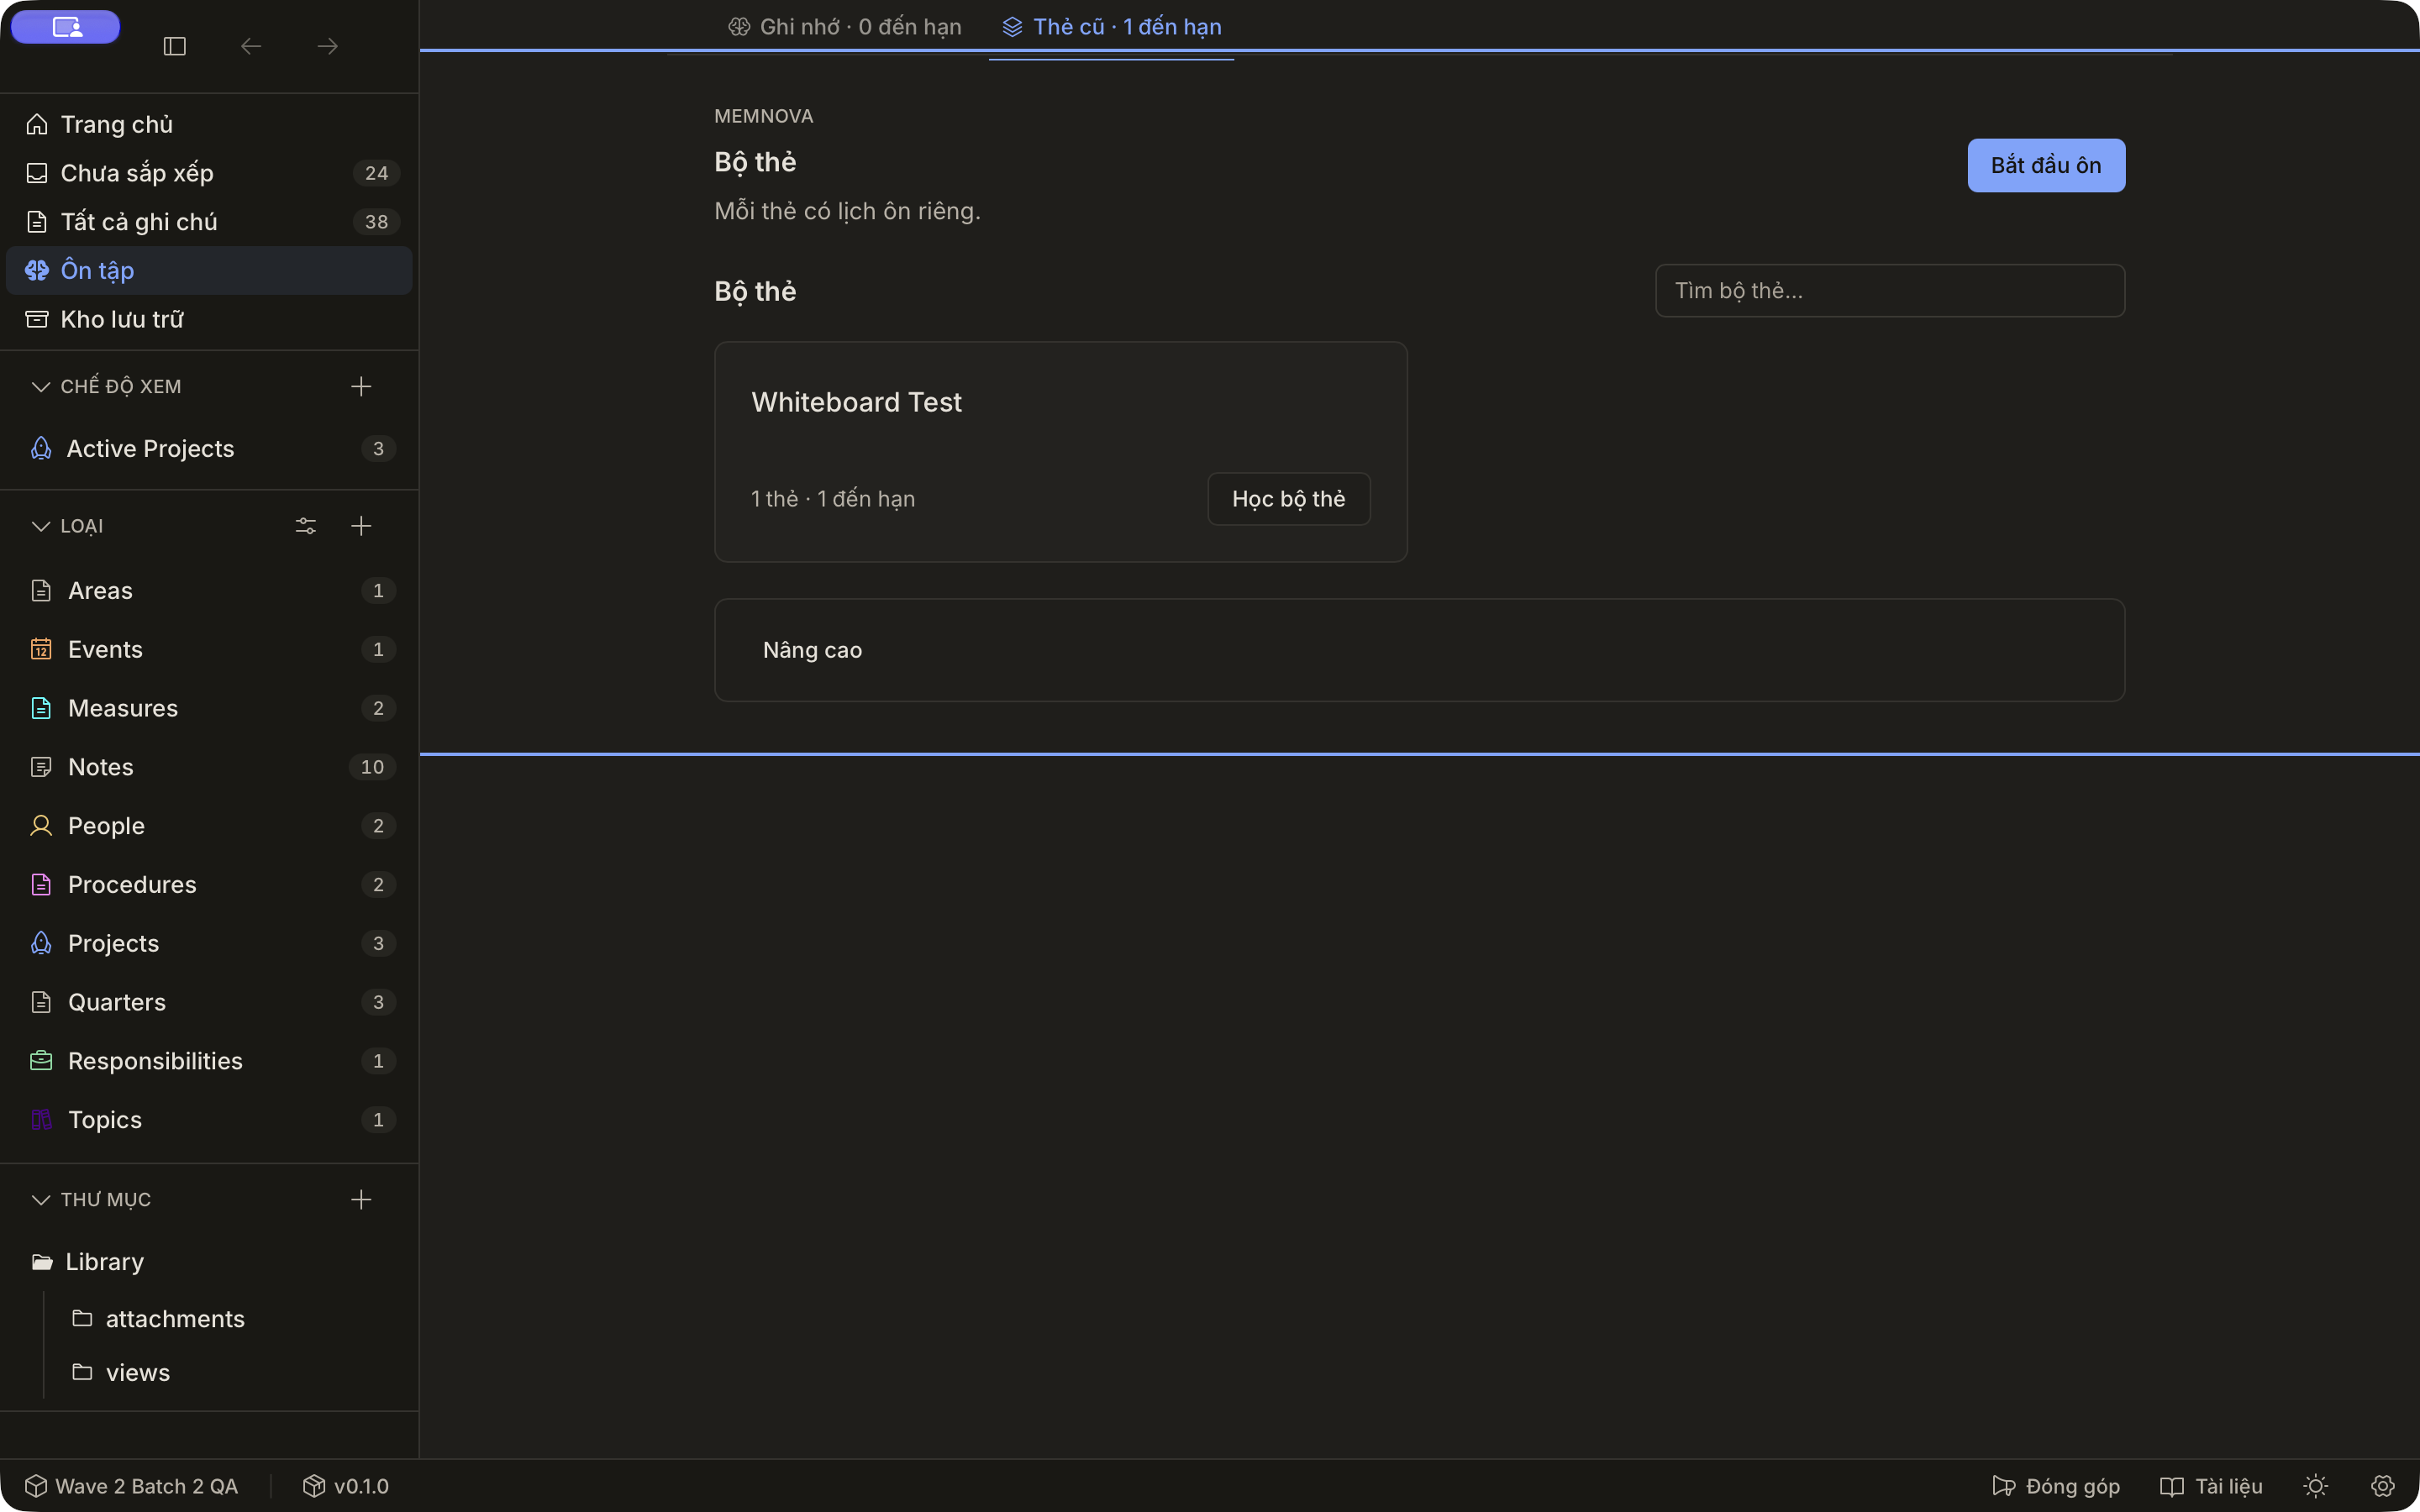 Ghi nhớ · 0 đến hạn
Thẻ cũ · 1 đến hạn
Trang chủ
Chưa sắp xếp 24
Tất cả ghi chú 38
Ôn tập
Kho lưu trữ
CHẾ ĐỘ XEM
Active Projects 3
LOẠI
Areas 1
12
Events 1
Measures 2
Notes 10
People 2
Procedures 2
Projects 3
Quarters 3
Responsibilities 1
Topics 1
THƯ MỤC
Library
attachments
views
MEMNOVA
Bộ thẻ
Mỗi thẻ có lịch ôn riêng.
Bắt đầu ôn
Bộ thẻ
Tìm bộ thẻ...
Whiteboard Test
1 thẻ · 1 đến hạn
Học bộ thẻ
Nâng cao
Wave 2 Batch 2 QA
v0.1.0
Đóng góp
Tài liệu